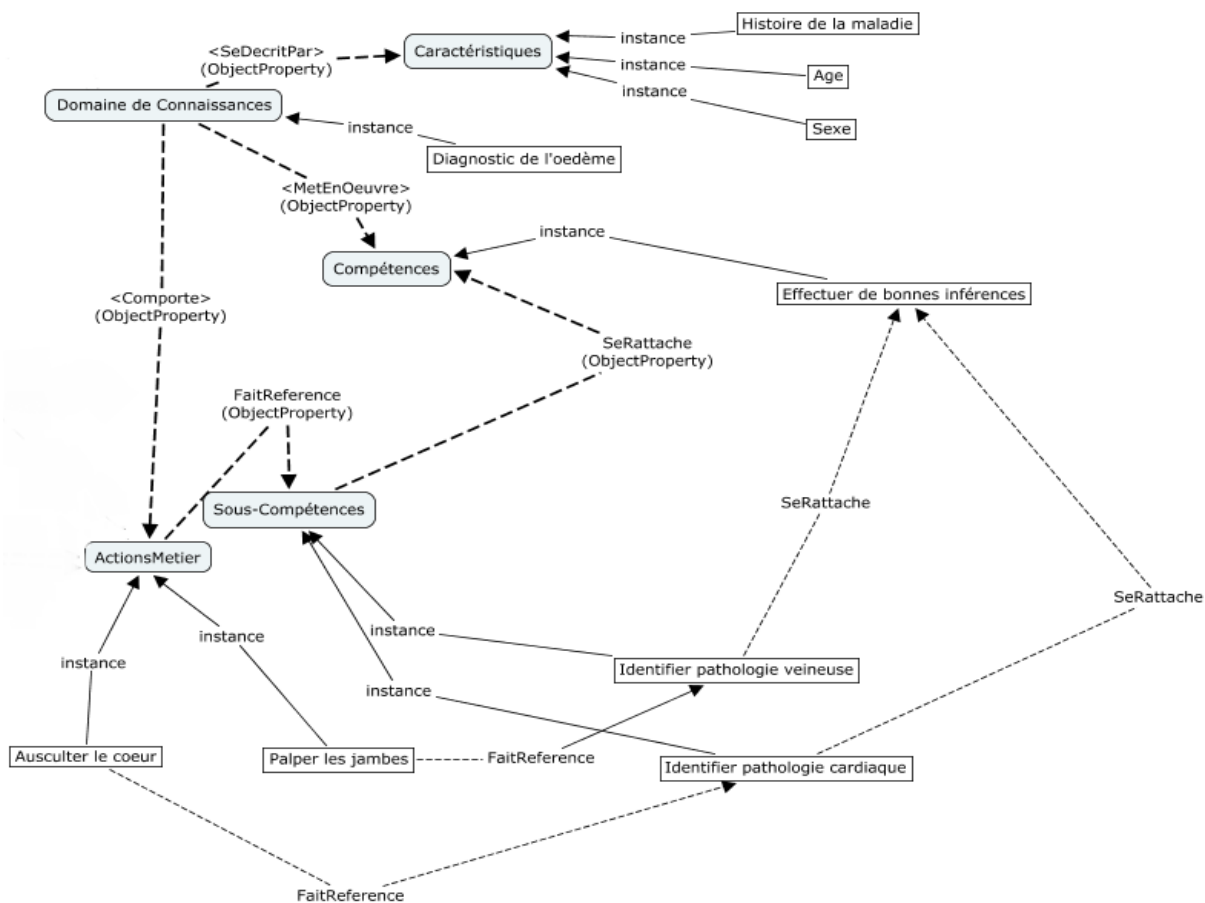 Histoire de la maladie
instance
<SeDecritPar>
(ObjectProperty)
Caractéristiques
instance
Age
instance
Domaine de Connaissances
instance
Sexe
Diagnostic de l'oedème
<MetEnOeuvre>
(ObjectProperty)
instance
Compétences
Effectuer de bonnes inférences
<Comporte>
(ObjectProperty)
SeRattache
(ObjectProperty)
FaitReference
(ObjectProperty)
Sous-Compétences
SeRattache
ActionsMetier
SeRattache
instance
instance
instance
Identifier pathologie veineuse
instance
Ausculter le coeur
Palper les jambes
FaitReference
Identifier pathologie cardiaque
FaitReference